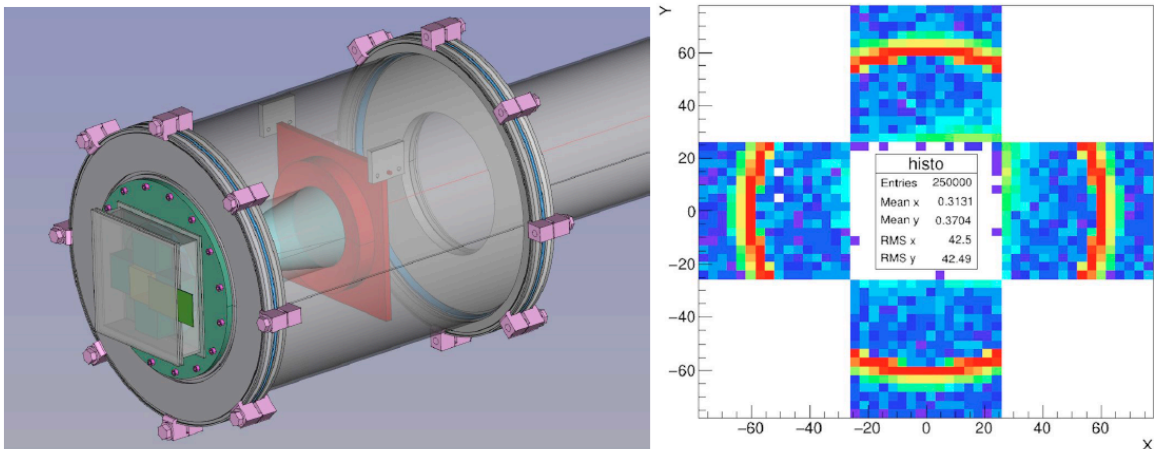 Y
60
40
20
0
−20
−40
−60
histo
Entries 250000
Mean x 0.3131
Mean y 0.3704
RMS x 42.5
RMS y 42.49
−60 −40 −20 0 20 40 60
X